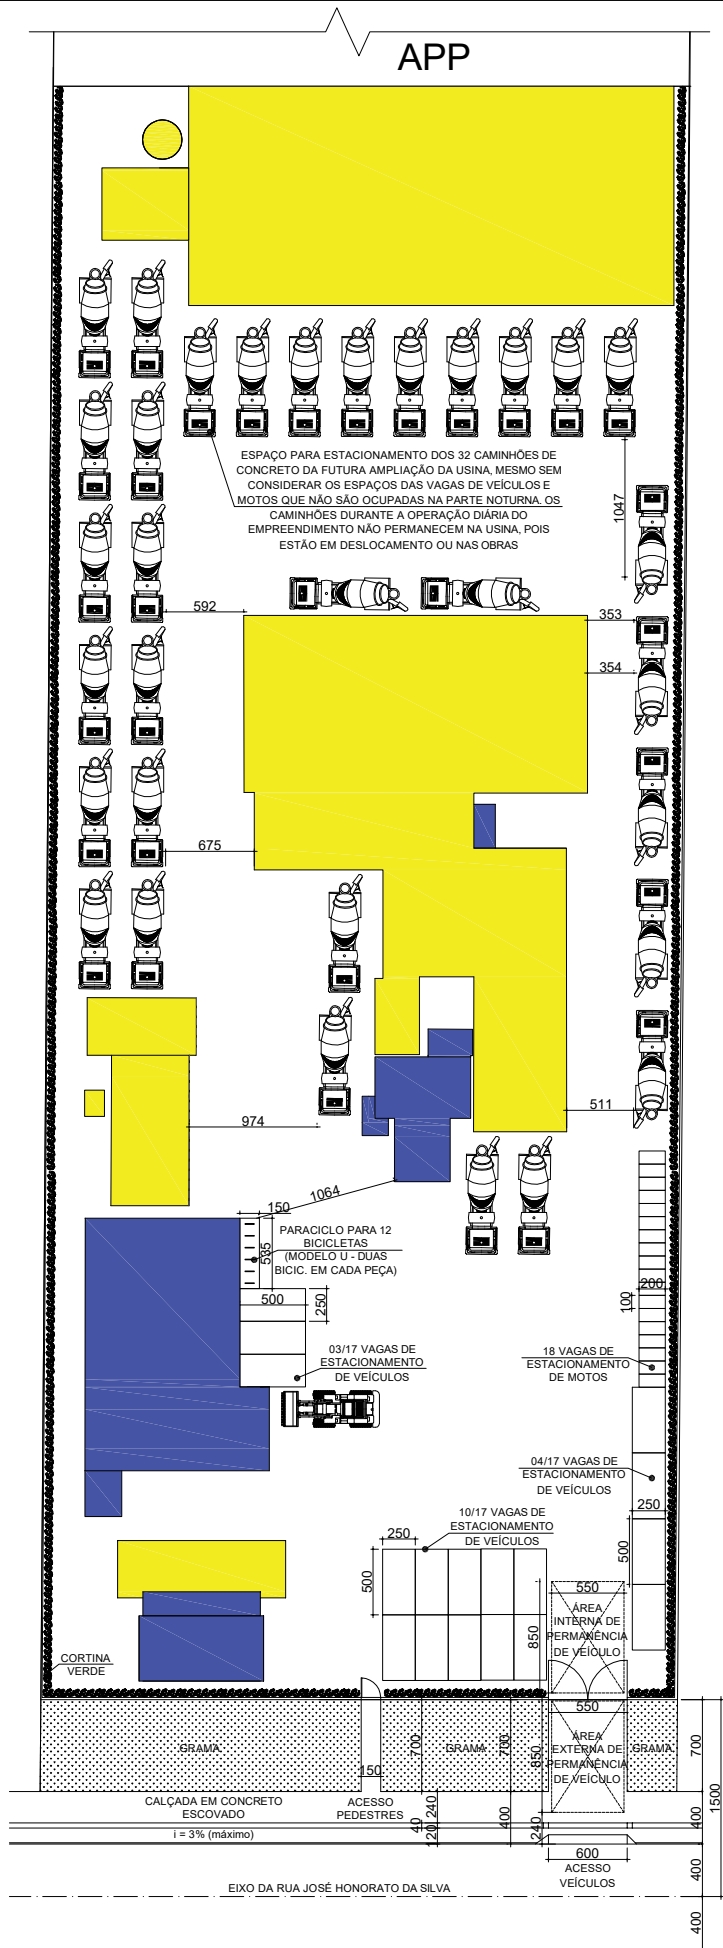 APP
ESPAÇO PARA ESTACIONAMENTO DOS 32 CAMINHÕES DE
CONCRETO DA FUTURA AMPLIAÇÃO DA USINA, MESMO SEM
CONSIDERAR OS ESPAÇOS DAS VAGAS DE VEÍCULOS E
MOTOS QUE NÃO SÃO OCUPADAS NA PARTE NOTURNA. OS
CAMINHÕES DURANTE A OPERAÇÃO DIÁRIA DO
EMPREENDIMENTO NÃO PERMANECEM NA USINA, POIS
ESTÃO EM DESLOCAMENTO OU NAS OBRAS
1047
592
353
354
675
511
974
1064
150
PARACICLO PARA 12
BICICLETAS
(MODELO U - DUAS
BICIC. EM CADA PEÇA)
535
500
250
200
100
03/17 VAGAS DE
ESTACIONAMENTO
DE VEÍCULOS
18 VAGAS DE
ESTACIONAMENTO
DE MOTOS
04/17 VAGAS DE
ESTACIONAMENTO
DE VEÍCULOS
250
500
10/17 VAGAS DE
ESTACIONAMENTO
DE VEÍCULOS
250
500
550
850
ÁREA
INTERNA DE
PERMANÊNCIA
DE VEÍCULO
CORTINA
VERDE
550
850
ÁREA
EXTERNA DE
PERMANÊNCIA
DE VEÍCULO
GRAMA
GRAMA
GRAMA
700
700
700
150
1500
CALÇADA EM CONCRETO
ESCOVADO
ACESSO
PEDESTRES
240
40
120
400
240
400
i = 3% (máximo)
600
ACESSO
VEÍCULOS
400
EIXO DA RUA JOSÉ HONORATO DA SILVA
400